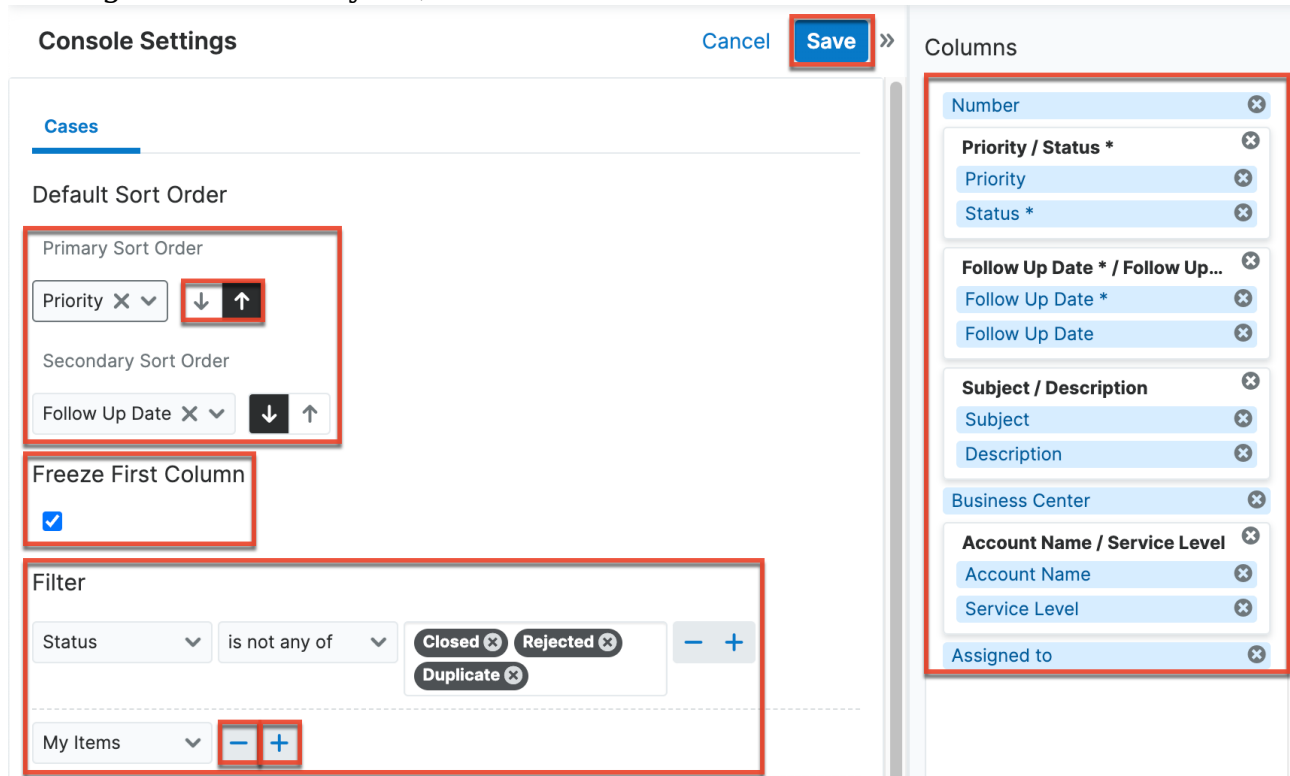 Console Settings
Cancel
Save
Cases
Default Sort Order
Primary Sort Order
Priority
Secondary Sort Order
Follow Up Date
Freeze First Column
Filter
Status
is not any of
Closed
Rejected
Duplicate
My Items
Columns
Number
Priority / Status *
Priority
Status *
Follow Up Date * / Follow Up...
Follow Up Date *
Follow Up Date
Subject / Description
Subject
Description
Business Center
Account Name / Service Level
Account Name
Service Level
Assigned to